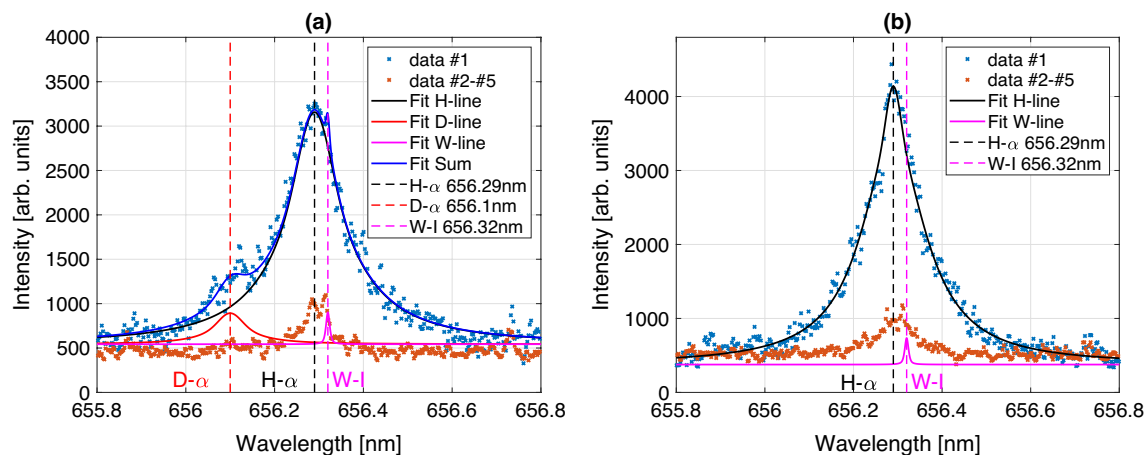 (a)
Intensity [arb. units]
4000
3500
3000
2500
2000
1500
1000
500
0
655.8
656
656.2
656.4
656.6
656.8
Wavelength [nm]
data #1
data #2-#5
Fit H-line
Fit D-line
Fit W-line
Fit Sum
H-α 656.29nm
D-α 656.1nm
W-I 656.32nm
D-α
H-α
W-I
(b)
Intensity [arb. units]
4000
3000
2000
1000
0
655.8
656
656.2
656.4
656.6
656.8
Wavelength [nm]
data #1
data #2-#5
Fit H-line
Fit W-line
H-α 656.29nm
W-I 656.32nm
H-α
W-I